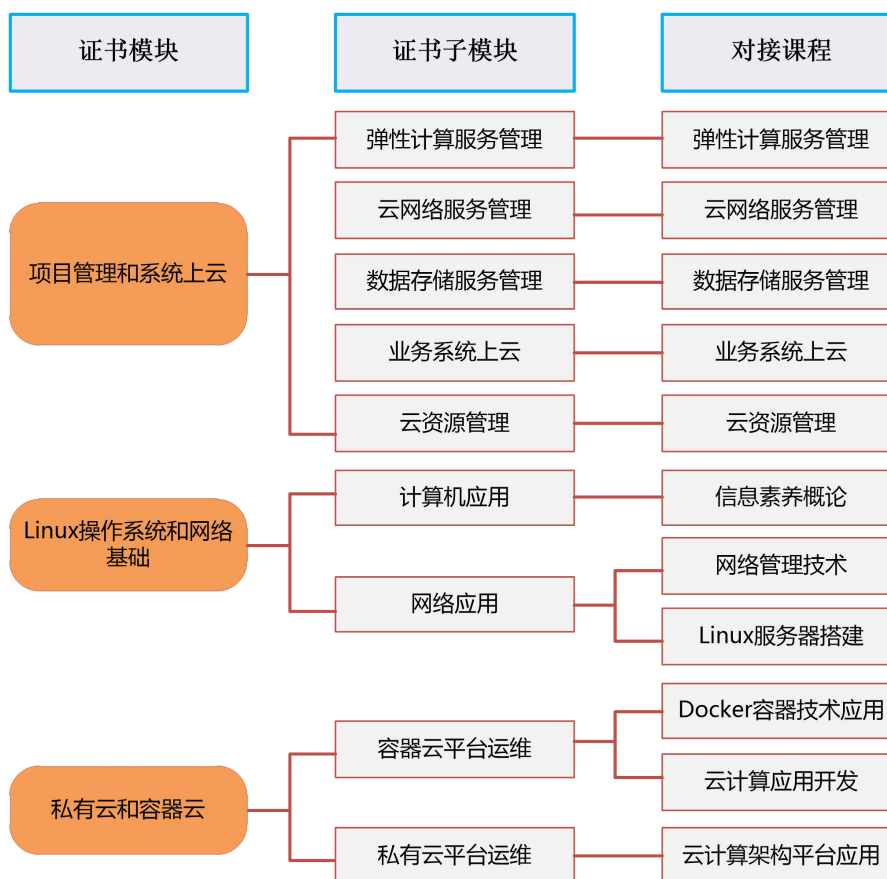 证书模块
证书子模块
对接课程
项目管理和系统上云
弹性计算服务管理
弹性计算服务管理
云网络服务管理
云网络服务管理
数据存储服务管理
数据存储服务管理
业务系统上云
业务系统上云
云资源管理
云资源管理
Linux操作系统和网络
基础
计算机应用
信息素养概论
网络应用
网络管理技术
Linux服务器搭建
私有云和容器云
容器云平台运维
Docker容器技术应用
云计算应用开发
私有云平台运维
云计算架构平台应用